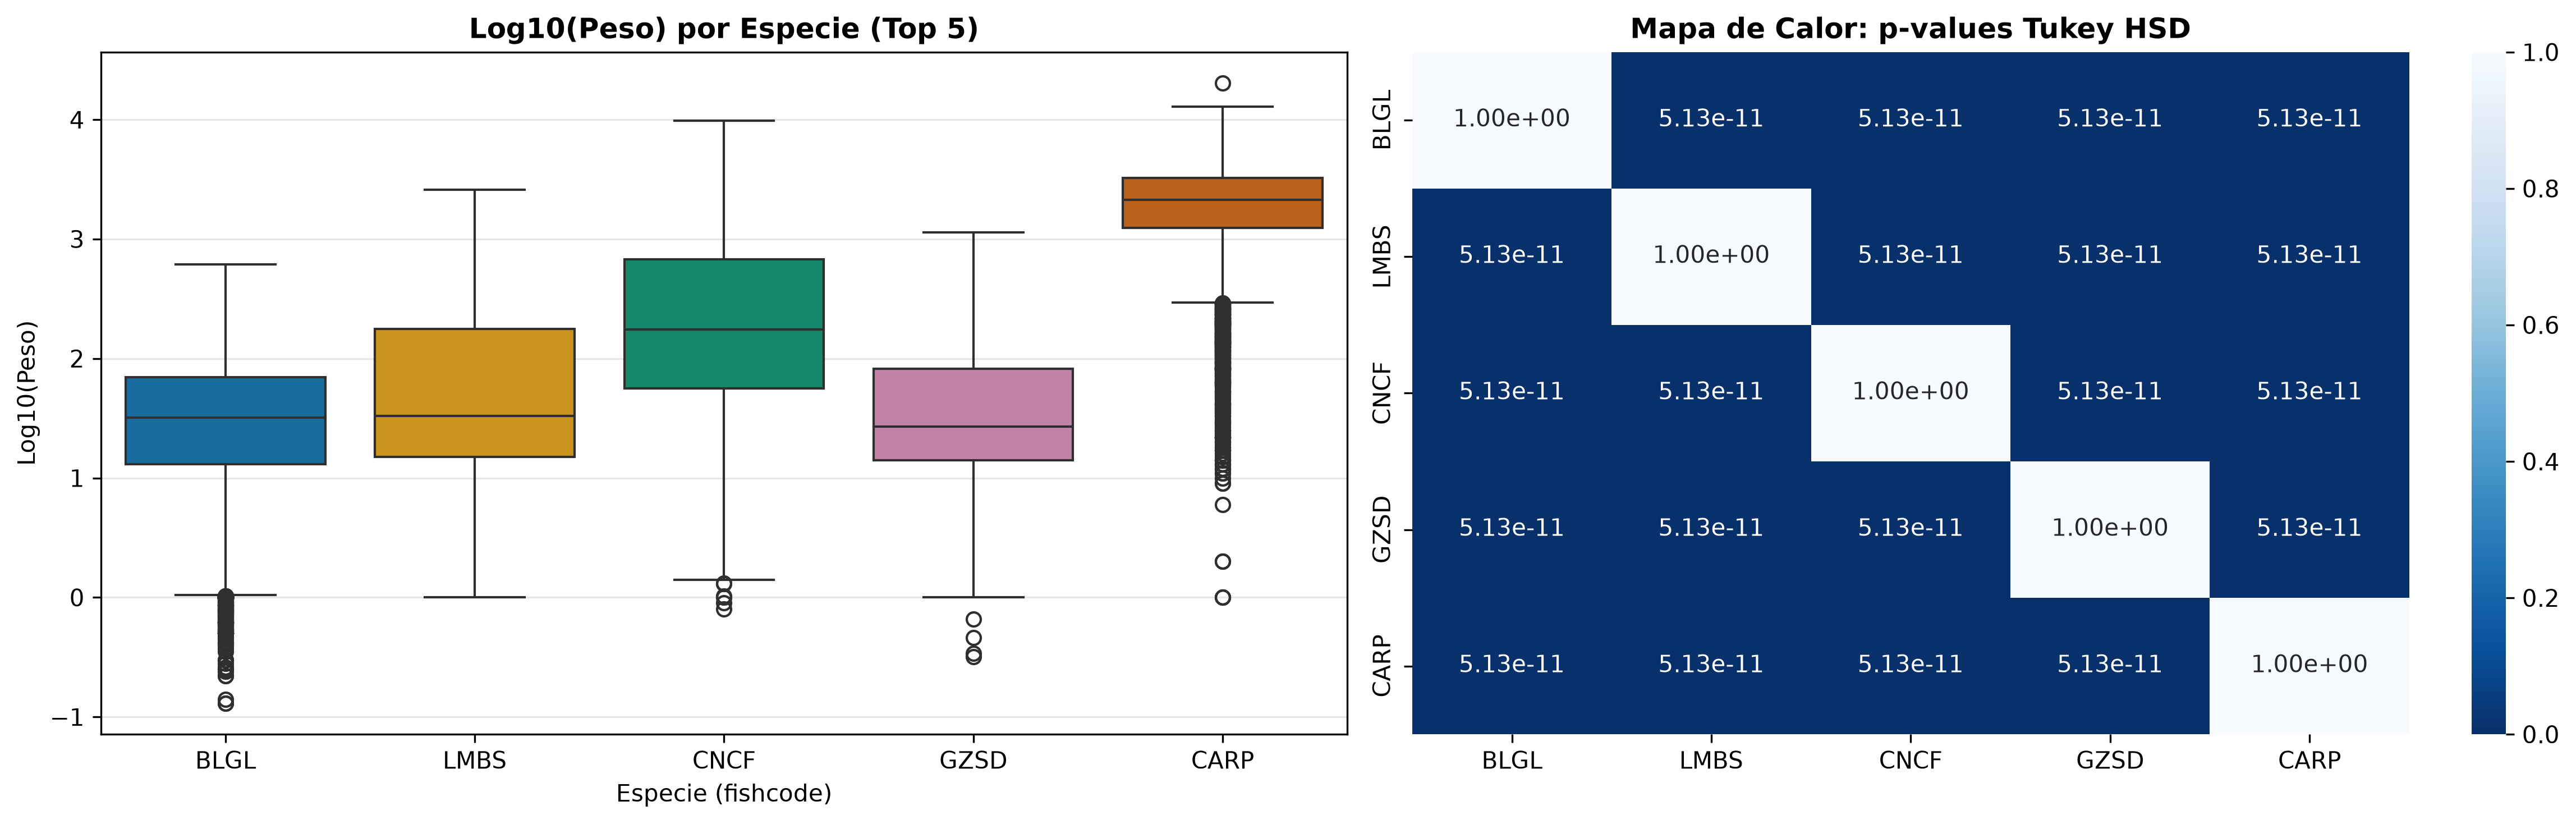 Log10(Peso) por Especie (Top 5)
Log10(Peso)
4
3
2
1
0
−1
BLGL LMBS CNCF GZSD CARP
Especie (fishcode)
Mapa de Calor: p-values Tukey HSD
BLGL 1.00e+00 5.13e-11 5.13e-11 5.13e-11 5.13e-11
LMBS 5.13e-11 1.00e+00 5.13e-11 5.13e-11 5.13e-11
CNCF 5.13e-11 5.13e-11 1.00e+00 5.13e-11 5.13e-11
GZSD 5.13e-11 5.13e-11 5.13e-11 1.00e+00 5.13e-11
CARP 5.13e-11 5.13e-11 5.13e-11 5.13e-11 1.00e+00
BLGL LMBS CNCF GZSD CARP
1.0
0.8
0.6
0.4
0.2
0.0